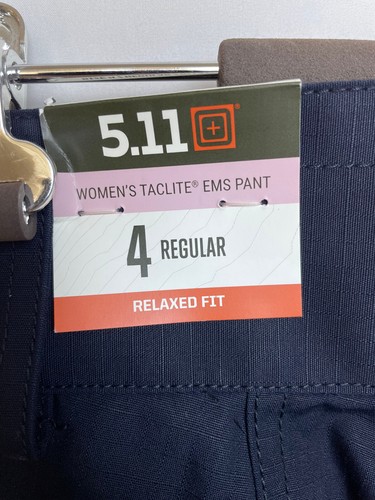 5.11®
WOMEN'S TACLITE® EMS PANT
4 REGULAR
RELAXED FIT